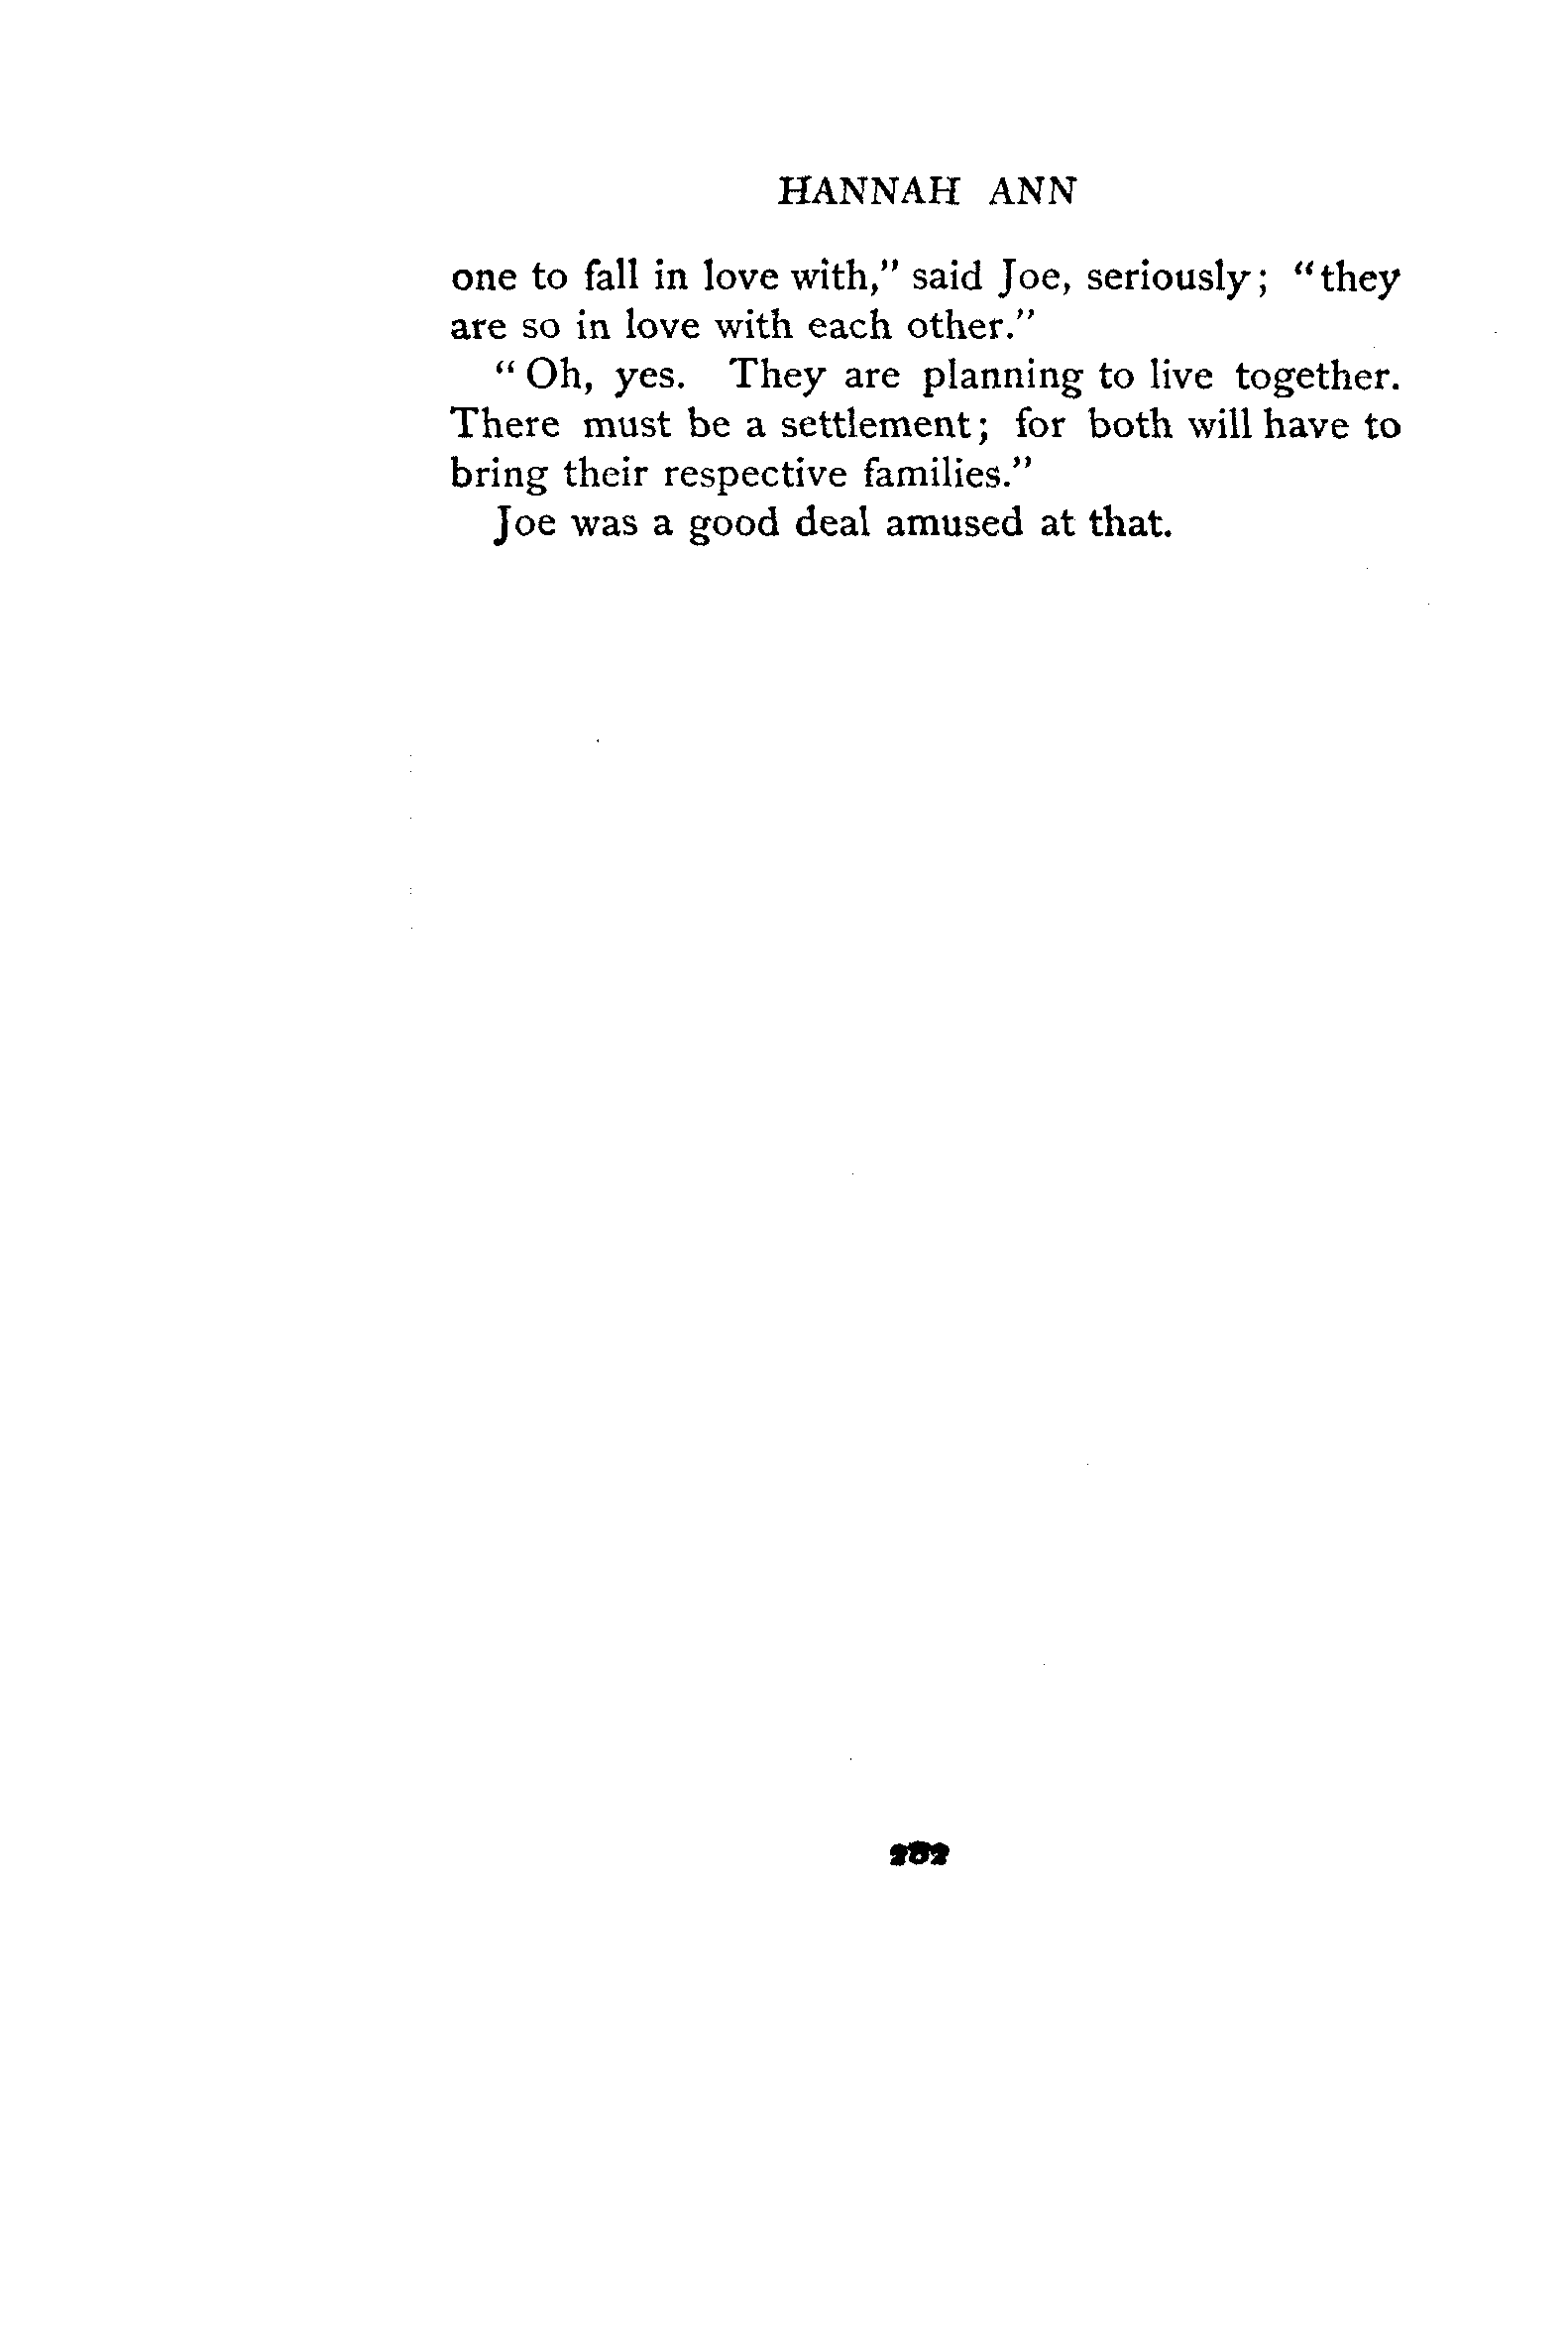 HANNAH ANN
one to fall in love with,” said Joe, seriously; “they
are so in love with each other.”
“Oh, yes. They are planning to live together.
There must be a settlement; for both will have to
bring their respective families.”
Joe was a good deal amused at that.